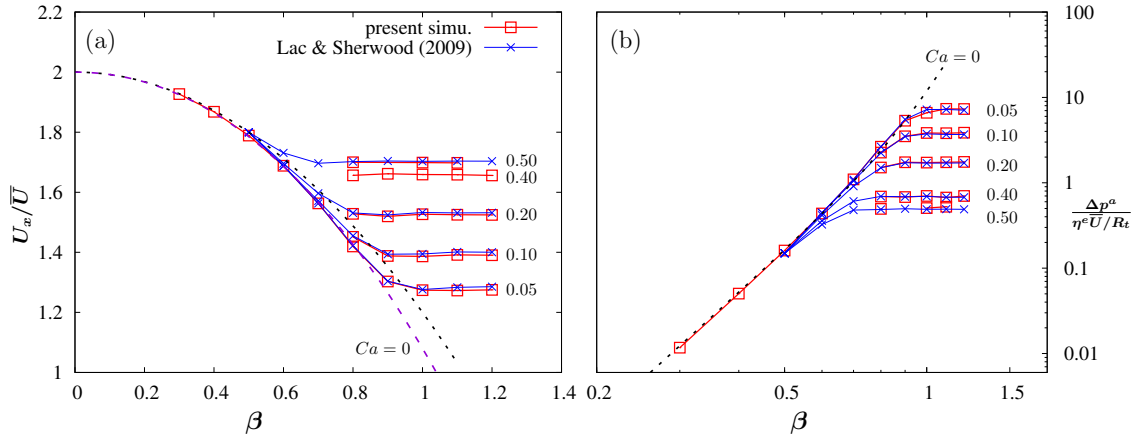 (a)
present simu.
Lac & Sherwood (2009)
2.2
2
1.8
1.6
1.4
1.2
1
0.50
0.40
0.20
0.10
0.05
Ca = 0
0 0.2 0.4 0.6 0.8 1 1.2 1.4
U_x/U̅
β
(b)
Ca = 0
0.05
0.10
0.20
0.40
0.50
100
10
1
0.1
0.01
0.2 0.5 1 1.5
Δp^a
η^e U̅/R_t
β